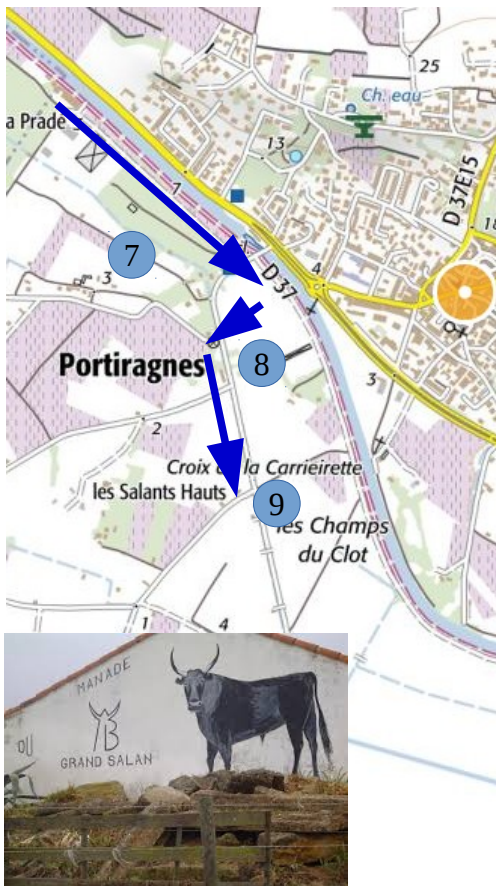 25
Ch. eau
a Prade
13
D 37E15
18
7
7
3
1
D 37
4
Portiragnes
8
3
2
Croix de la Carrieirette
les Salants Hauts
9
les Champs
du Clot
1
4
MANADE
DU
B
GRAND SALAN